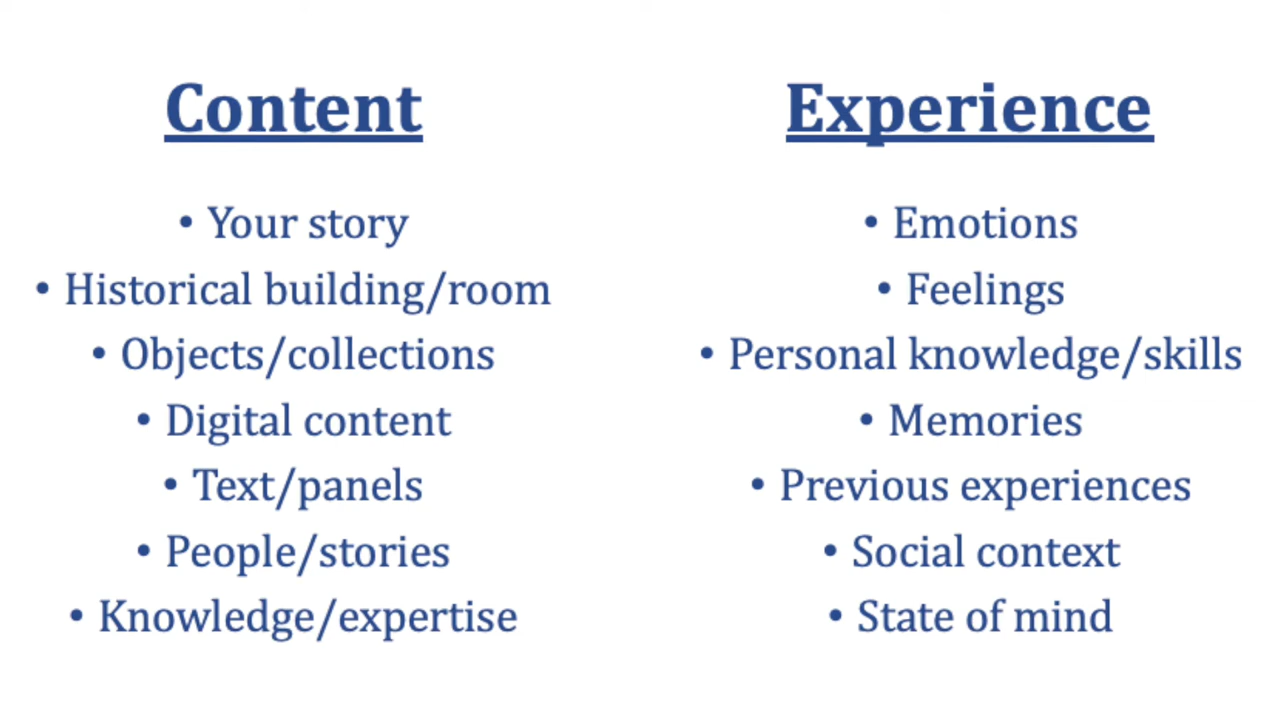 Content
• Your story
• Historical building/room
• Objects/collections
• Digital content
• Text/panels
• People/stories
• Knowledge/expertise
Experience
• Emotions
• Feelings
• Personal knowledge/skills
• Memories
• Previous experiences
• Social context
• State of mind